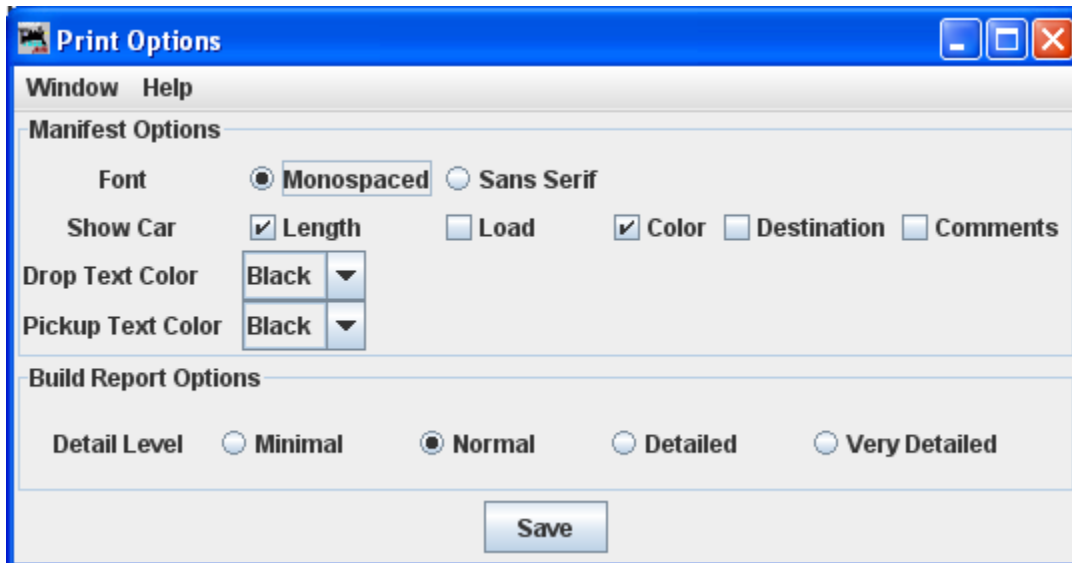 Print Options
Window Help
Manifest Options
Font Monospaced Sans Serif
Show Car Length Load Color Destination Comments
Drop Text Color Black
Pickup Text Color Black
Build Report Options
Detail Level Minimal Normal Detailed Very Detailed
Save